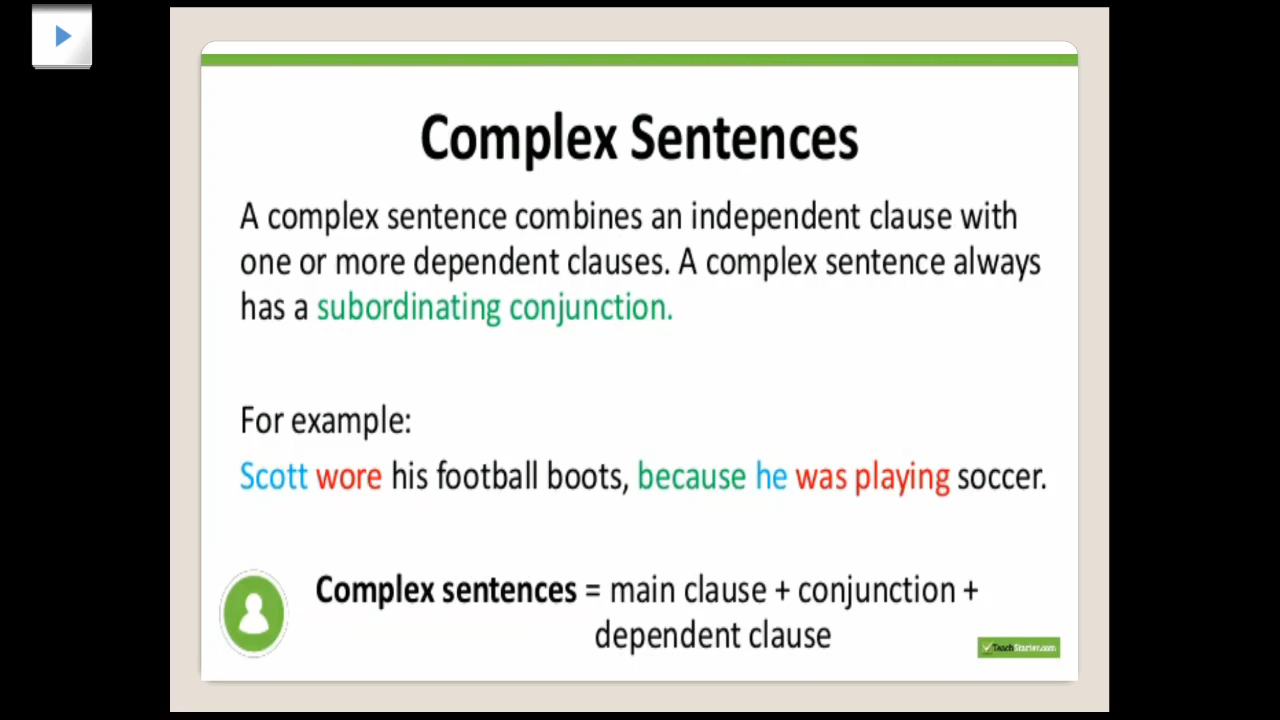 Complex Sentences
A complex sentence combines an independent clause with
one or more dependent clauses. A complex sentence always
has a subordinating conjunction.
For example:
Scott wore his football boots, because he was playing soccer.
Complex sentences = main clause + conjunction +
dependent clause
TeachStarter.com